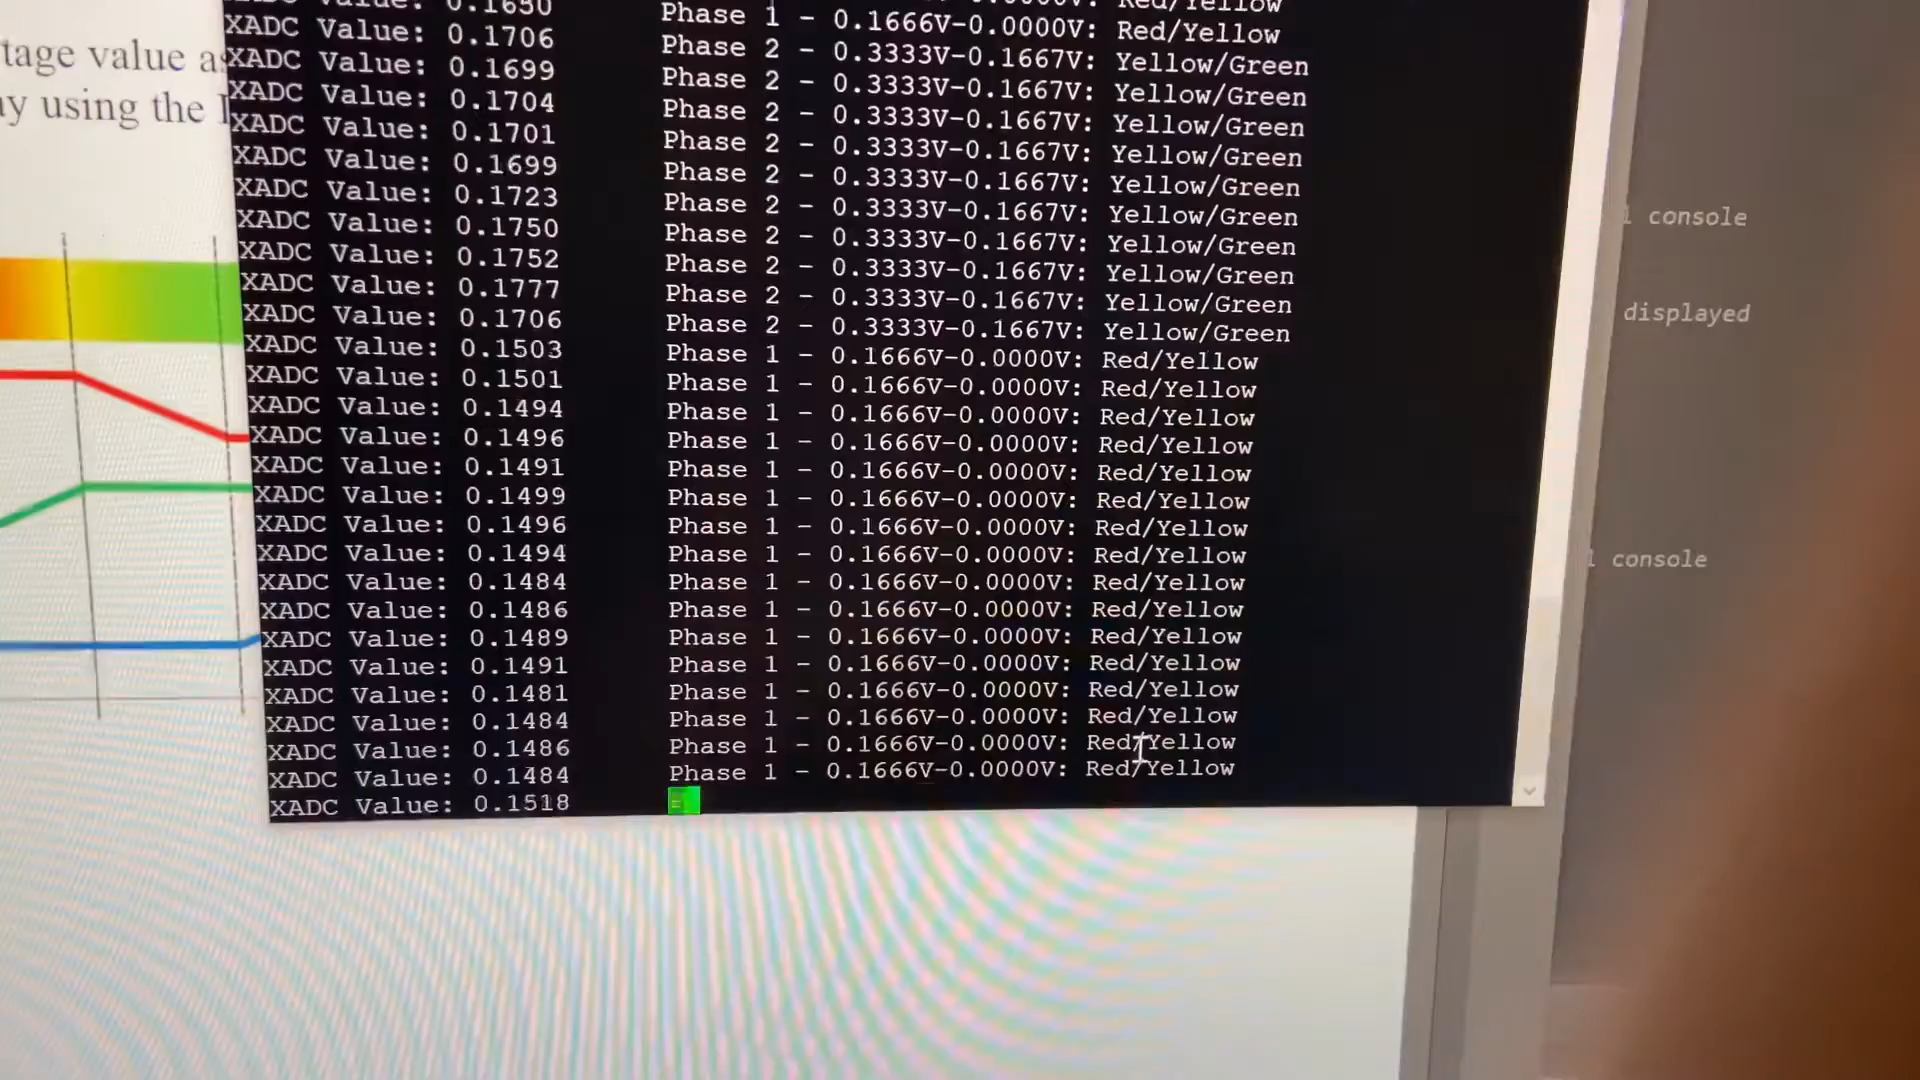 Value: 0.1650 Red/Yellow
XADC Value: 0.1706 Phase 1 - 0.1666V-0.0000V: Red/Yellow
XADC Value: 0.1699 Phase 2 - 0.3333V-0.1667V: Yellow/Green
XADC Value: 0.1704 Phase 2 - 0.3333V-0.1667V: Yellow/Green
XADC Value: 0.1701 Phase 2 - 0.3333V-0.1667V: Yellow/Green
XADC Value: 0.1699 Phase 2 - 0.3333V-0.1667V: Yellow/Green
XADC Value: 0.1723 Phase 2 - 0.3333V-0.1667V: Yellow/Green
XADC Value: 0.1750 Phase 2 - 0.3333V-0.1667V: Yellow/Green
XADC Value: 0.1752 Phase 2 - 0.3333V-0.1667V: Yellow/Green
XADC Value: 0.1777 Phase 2 - 0.3333V-0.1667V: Yellow/Green
XADC Value: 0.1706 Phase 2 - 0.3333V-0.1667V: Yellow/Green
XADC Value: 0.1503 Phase 2 - 0.3333V-0.1667V: Yellow/Green
XADC Value: 0.1501 Phase 1 - 0.1666V-0.0000V: Red/Yellow
XADC Value: 0.1494 Phase 1 - 0.1666V-0.0000V: Red/Yellow
XADC Value: 0.1496 Phase 1 - 0.1666V-0.0000V: Red/Yellow
XADC Value: 0.1491 Phase 1 - 0.1666V-0.0000V: Red/Yellow
XADC Value: 0.1499 Phase 1 - 0.1666V-0.0000V: Red/Yellow
XADC Value: 0.1496 Phase 1 - 0.1666V-0.0000V: Red/Yellow
XADC Value: 0.1494 Phase 1 - 0.1666V-0.0000V: Red/Yellow
XADC Value: 0.1484 Phase 1 - 0.1666V-0.0000V: Red/Yellow
XADC Value: 0.1486 Phase 1 - 0.1666V-0.0000V: Red/Yellow
XADC Value: 0.1489 Phase 1 - 0.1666V-0.0000V: Red/Yellow
XADC Value: 0.1491 Phase 1 - 0.1666V-0.0000V: Red/Yellow
XADC Value: 0.1481 Phase 1 - 0.1666V-0.0000V: Red/Yellow
XADC Value: 0.1484 Phase 1 - 0.1666V-0.0000V: Red/Yellow
XADC Value: 0.1486 Phase 1 - 0.1666V-0.0000V: Red/Yellow
XADC Value: 0.1484 Phase 1 - 0.1666V-0.0000V: Red/Yellow
XADC Value: 0.1518
tage value as
y using the
console
displayed
console